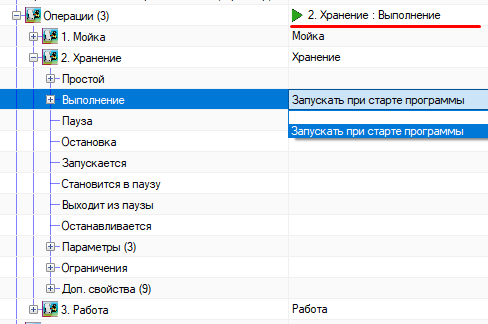 Операции (3) 2. Хранение : Выполнение
1. Мойка Мойка
2. Хранение Хранение
Простой
Выполнение Запускать при старте программы
Пауза Запускать при старте программы
Остановка
Запускается
Становится в паузу
Выходит из паузы
Останавливается
Параметры (3)
Ограничения
Доп. свойства (9)
3. Работа Работа